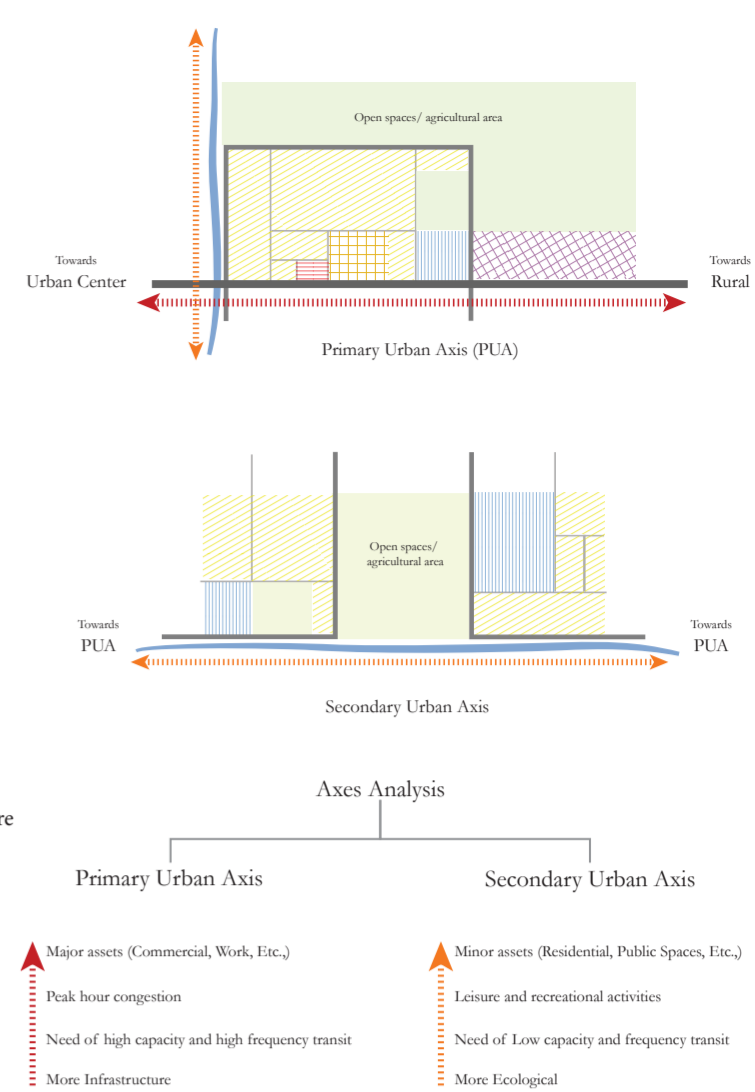 Open spaces/ agricultural area
Towards
Urban Center
Towards
Rural
Primary Urban Axis (PUA)
Open spaces/
agricultural area
Towards
PUA
Towards
PUA
Secondary Urban Axis
Axes Analysis
re
Primary Urban Axis
Secondary Urban Axis
Major assets (Commercial, Work, Etc.,)
Peak hour congestion
Need of high capacity and high frequency transit
More Infrastructure
Minor assets (Residential, Public Spaces, Etc.,)
Leisure and recreational activities
Need of Low capacity and frequency transit
More Ecological